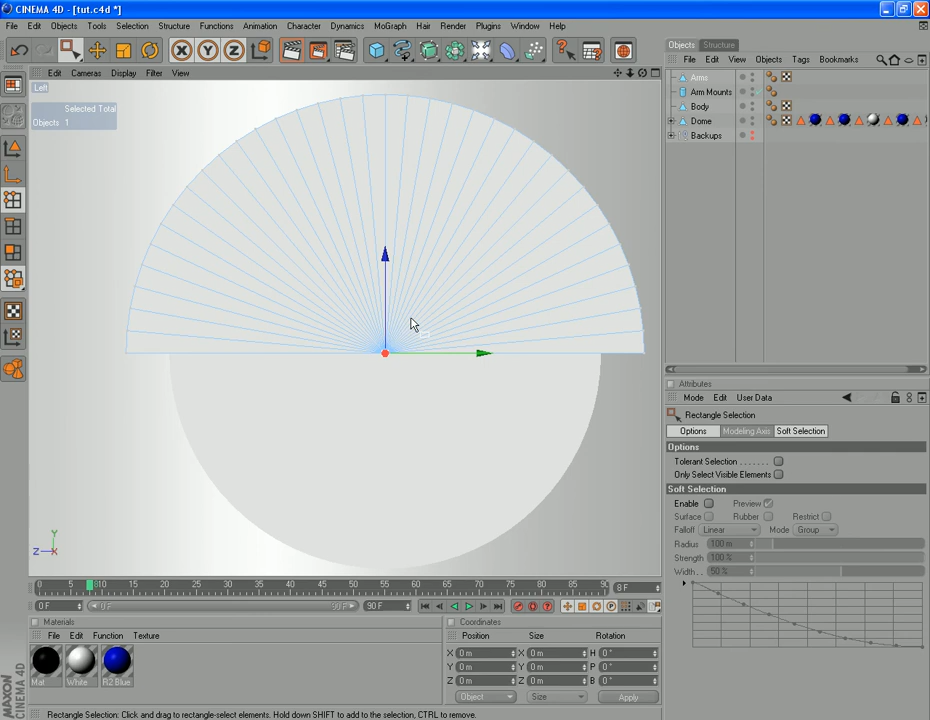 CINEMA 4D - [tut.c4d *]
File Edit Objects Tools Selection Structure Functions Animation Character Dynamics MoGraph Hair Render Plugins Window Help
X Y Z
Edit Cameras Display Filter View
Left
Selected Total
Objects 1
Y
Z X
Objects Structure
File Edit View Objects Tags Bookmarks
Arms
Arm Mounts
Body
Dome
Backups
Attributes
Mode Edit User Data
Rectangle Selection
Options Modeling Axis Soft Selection
Options
Tolerant Selection . . . . . . .
Only Select Visible Elements
Soft Selection
Enable Preview
Surface Rubber Restrict
Falloff Linear Mode Group
Radius 100 m
Strength 100 %
Width. . 50 %
0 5 10 15 20 25 30 35 40 45 50 55 60 65 70 75 80 85 90 8 F
0 F 0 F 90 F 90 F
Materials
File Edit Function Texture
Mat White R2 Blue
Coordinates
Position Size Rotation
X 0 m X 0 m H 0 °
Y 0 m Y 0 m P 0 °
Z 0 m Z 0 m B 0 °
Object Size Apply
MAXON CINEMA 4D
Rectangle Selection: Click and drag to rectangle-select elements. Hold down SHIFT to add to the selection, CTRL to remove.